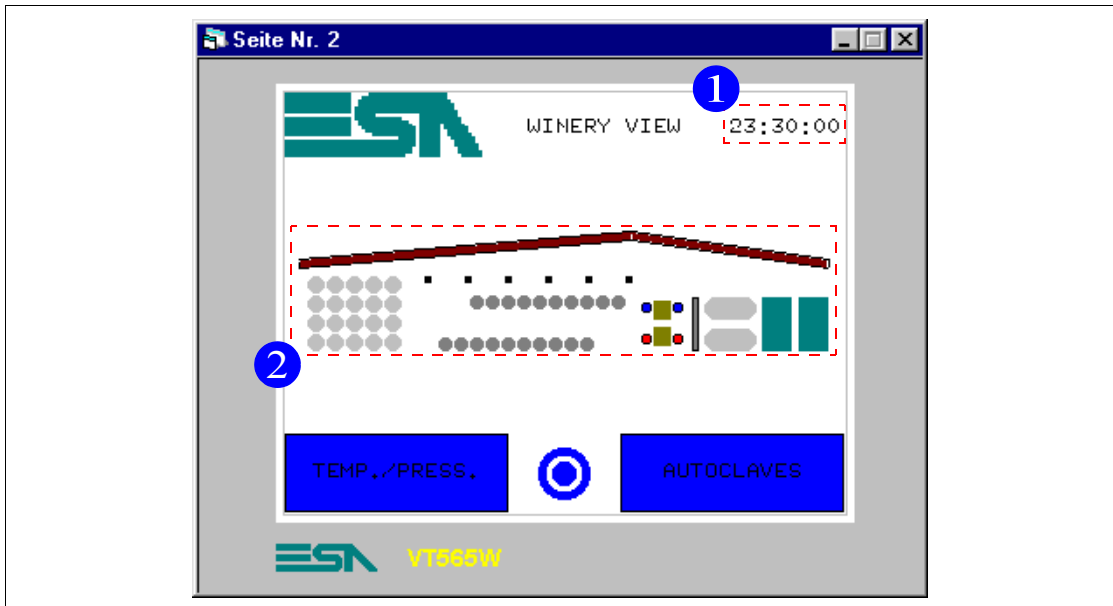 Seite Nr. 2
1
ESA WINERY VIEW 23:30:00
2
TEMP./PRESS. AUTOCLAVES
ESA VT565W